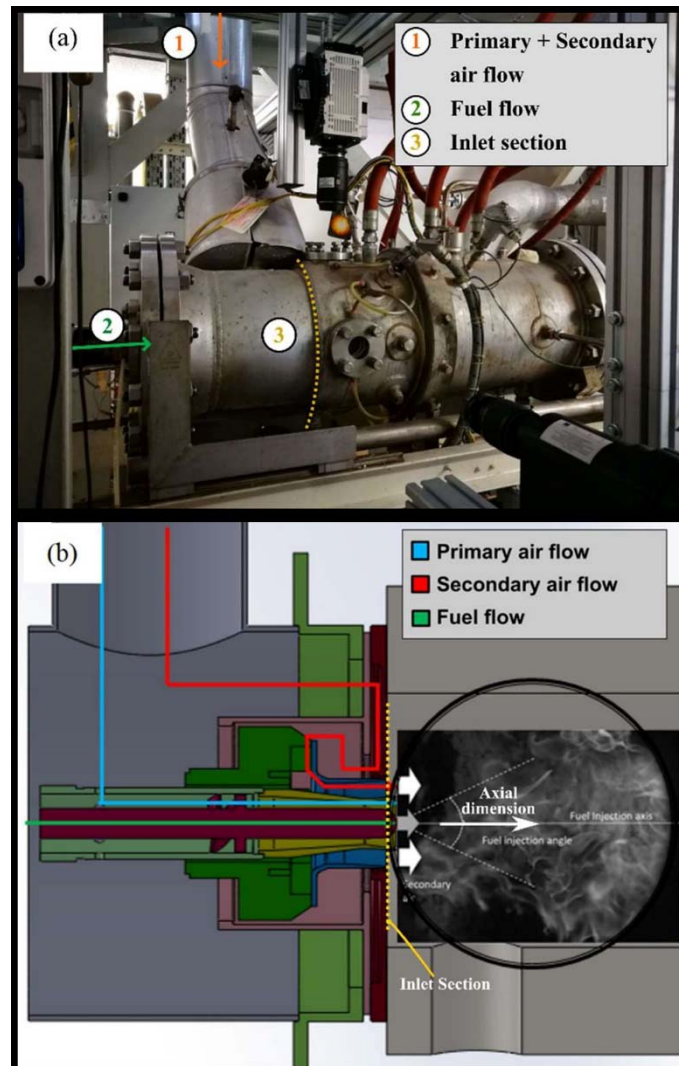 (a)
1
1 Primary + Secondary
air flow
2 Fuel flow
3 Inlet section
2
3
(b)
Primary air flow
Secondary air flow
Fuel flow
Axial
dimension
Fuel Injection axis
Fuel injection angle
Secondary
Inlet Section